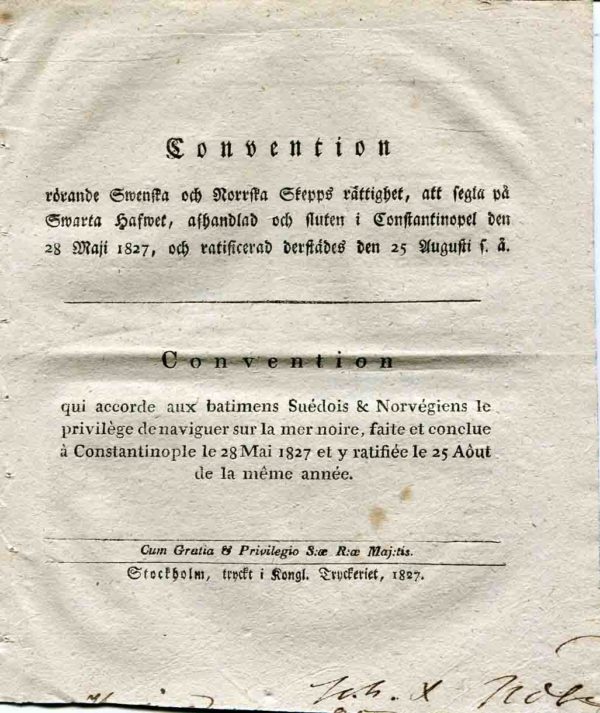 Convention
rörande Swenska och Norrska Skepps rättighet, att segla på
Swarta Hafwet, afhandlad och sluten i Constantinopel den
28 Maji 1827, och ratificerad derstädes den 25 Augusti s. å.
Convention
qui accorde aux batimens Suédois & Norvégiens le
privilège de naviguer sur la mer noire, faite et conclue
à Constantinople le 28 Mai 1827 et y ratifiée le 25 Aôut
de la même année.
Cum Gratia & Privilegio S:æ R:æ Maj:tis.
Stockholm, tryckt i Kongl. Tryckeriet, 1827.